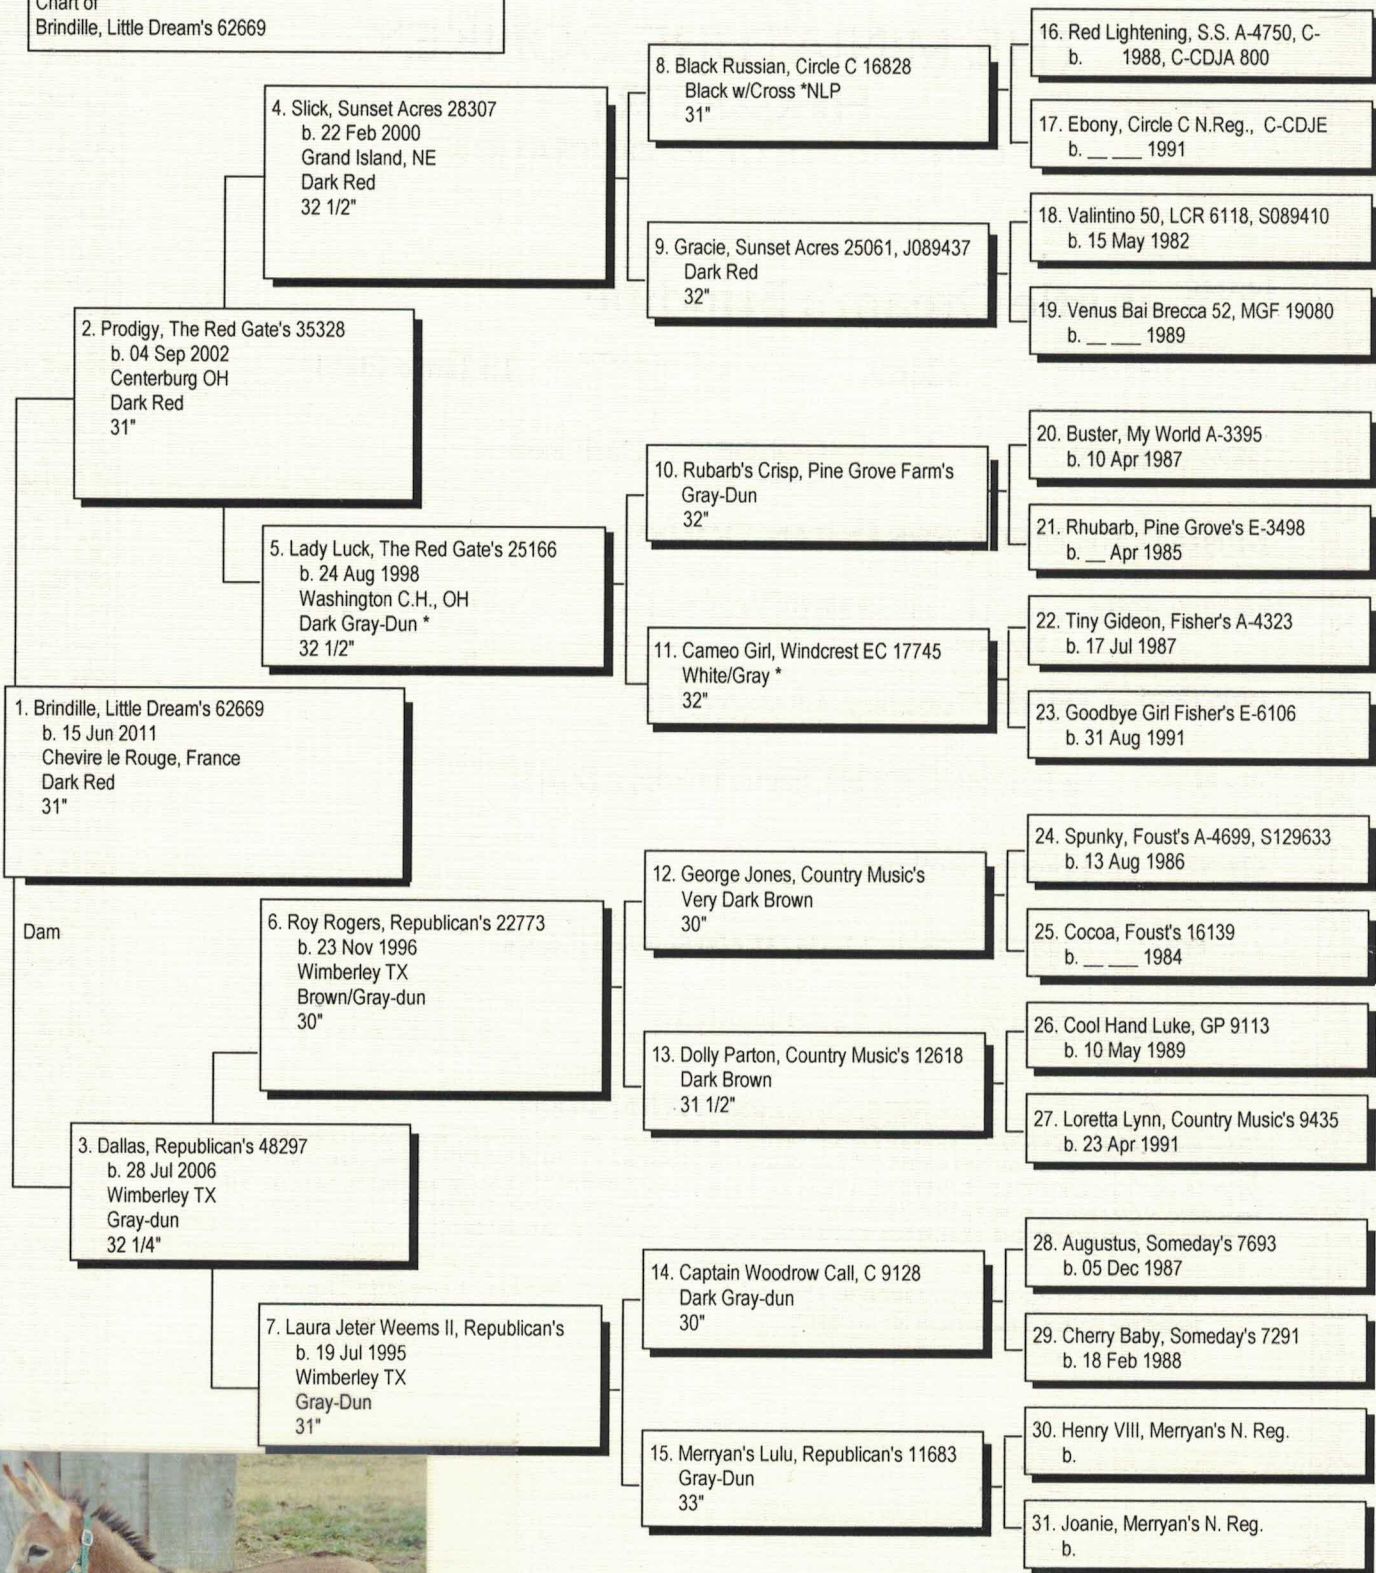 Chart of
Brindille, Little Dream's 62669
16. Red Lightening, S.S. A-4750, C-
b. 1988, C-CDJA 800
8. Black Russian, Circle C 16828
Black w/Cross *NLP
31"
17. Ebony, Circle C N.Reg., C-CDJE
b. __ ___ 1991
4. Slick, Sunset Acres 28307
b. 22 Feb 2000
Grand Island, NE
Dark Red
32 1/2"
18. Valintino 50, LCR 6118, S089410
b. 15 May 1982
9. Gracie, Sunset Acres 25061, J089437
Dark Red
32"
19. Venus Bai Brecca 52, MGF 19080
b. __ ___ 1989
2. Prodigy, The Red Gate's 35328
b. 04 Sep 2002
Centerburg OH
Dark Red
31"
20. Buster, My World A-3395
b. 10 Apr 1987
10. Rubarb's Crisp, Pine Grove Farm's
Gray-Dun
32"
21. Rhubarb, Pine Grove's E-3498
b. __ Apr 1985
5. Lady Luck, The Red Gate's 25166
b. 24 Aug 1998
Washington C.H., OH
Dark Gray-Dun *
32 1/2"
22. Tiny Gideon, Fisher's A-4323
b. 17 Jul 1987
11. Cameo Girl, Windcrest EC 17745
White/Gray *
32"
23. Goodbye Girl Fisher's E-6106
b. 31 Aug 1991
1. Brindille, Little Dream's 62669
b. 15 Jun 2011
Chevire le Rouge, France
Dark Red
31"
24. Spunky, Foust's A-4699, S129633
b. 13 Aug 1986
12. George Jones, Country Music's
Very Dark Brown
30"
25. Cocoa, Foust's 16139
b. __ ___ 1984
Dam
6. Roy Rogers, Republican's 22773
b. 23 Nov 1996
Wimberley TX
Brown/Gray-dun
30"
26. Cool Hand Luke, GP 9113
b. 10 May 1989
13. Dolly Parton, Country Music's 12618
Dark Brown
31 1/2"
27. Loretta Lynn, Country Music's 9435
b. 23 Apr 1991
3. Dallas, Republican's 48297
b. 28 Jul 2006
Wimberley TX
Gray-dun
32 1/4"
28. Augustus, Someday's 7693
b. 05 Dec 1987
14. Captain Woodrow Call, C 9128
Dark Gray-dun
30"
29. Cherry Baby, Someday's 7291
b. 18 Feb 1988
7. Laura Jeter Weems II, Republican's
b. 19 Jul 1995
Wimberley TX
Gray-Dun
31"
30. Henry VIII, Merryan's N. Reg.
b.
15. Merryan's Lulu, Republican's 11683
Gray-Dun
33"
31. Joanie, Merryan's N. Reg.
b.